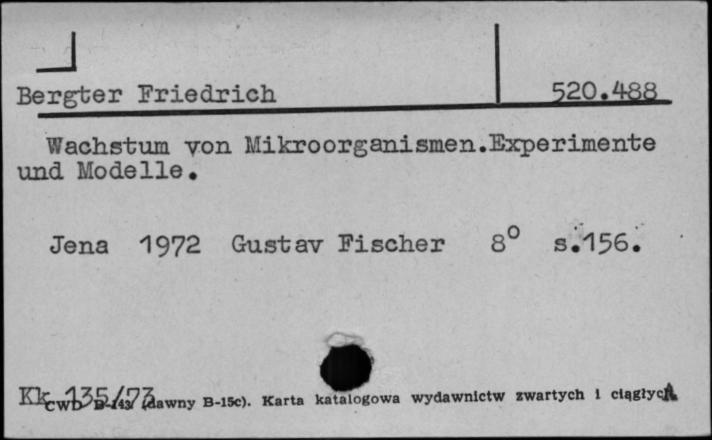 Bergter Friedrich 520.488
Wachstum von Mikroorganismen.Experimente
und Modelle.
Jena 1972 Gustav Fischer 8° s.156.
Kk 135/73
CWD B-143 (dawny B-15c). Karta katalogowa wydawnictw zwartych i ciągłych